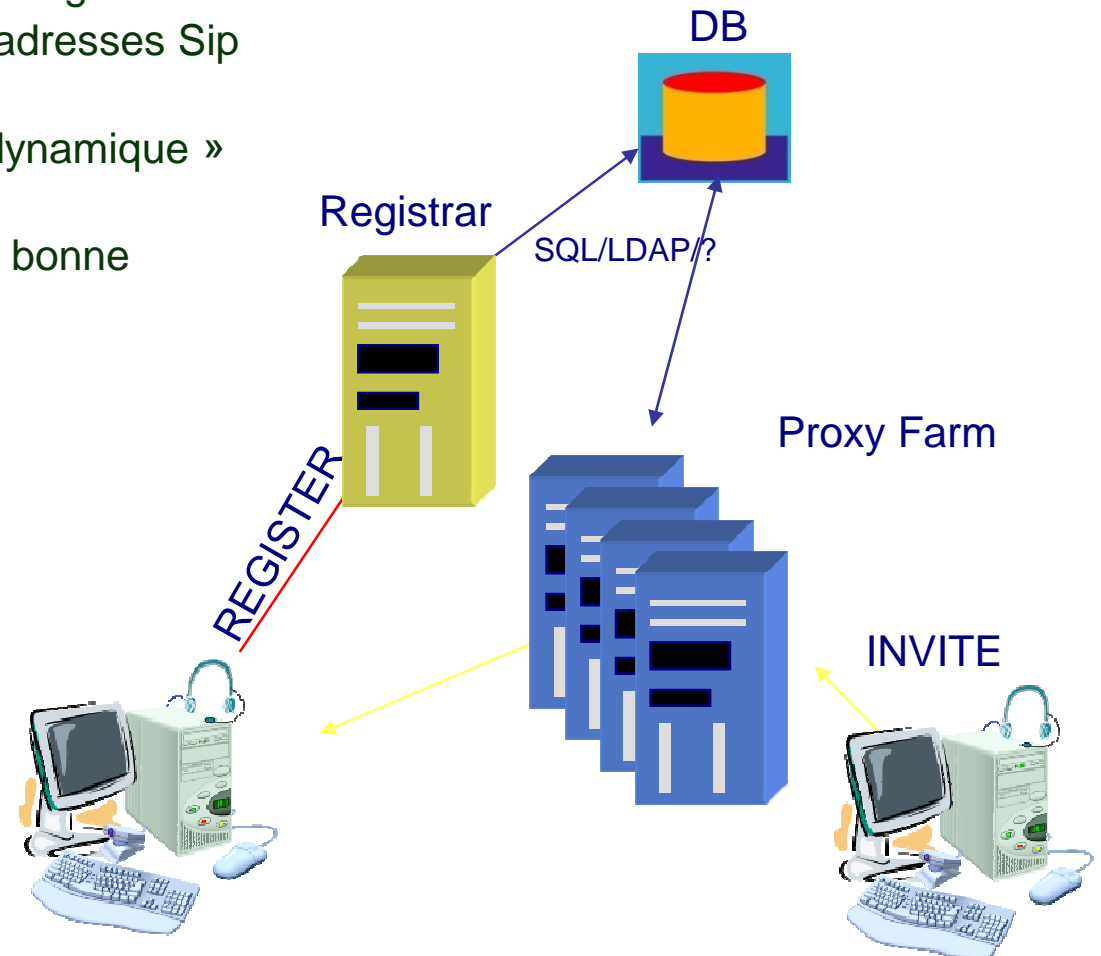 adresses Sip
dynamique »
bonne
DB
Registrar
SQL/LDAP/?
Proxy Farm
REGISTER
INVITE